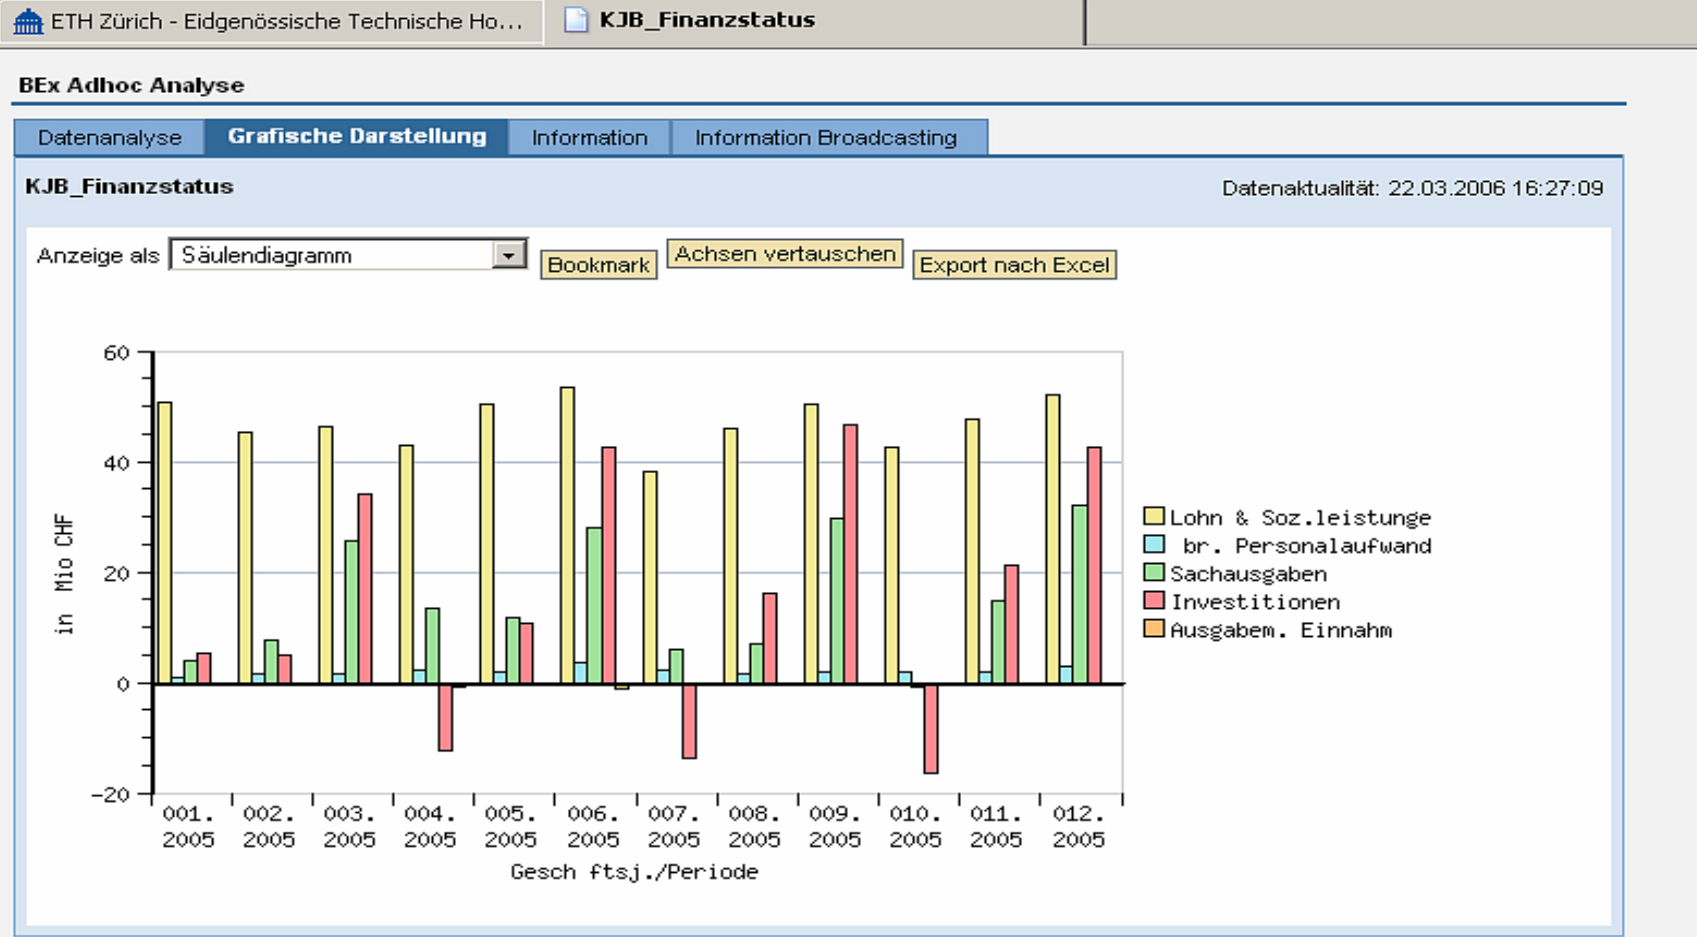 ETH Zürich - Eidgenössische Technische Ho...
KJB_Finanzstatus
BEx Adhoc Analyse
Datenanalyse Grafische Darstellung Information Information Broadcasting
KJB_Finanzstatus
Datenaktualität: 22.03.2006 16:27:09
Anzeige als Säulendiagramm Bookmark Achsen vertauschen Export nach Excel
60
40
20
0
-20
in Mio CHF
001. 002. 003. 004. 005. 006. 007. 008. 009. 010. 011. 012.
2005 2005 2005 2005 2005 2005 2005 2005 2005 2005 2005 2005
Gesch ftsj./Periode
Lohn & Soz.leistunge
br. Personalaufwand
Sachausgaben
Investitionen
Ausgabem. Einnahm